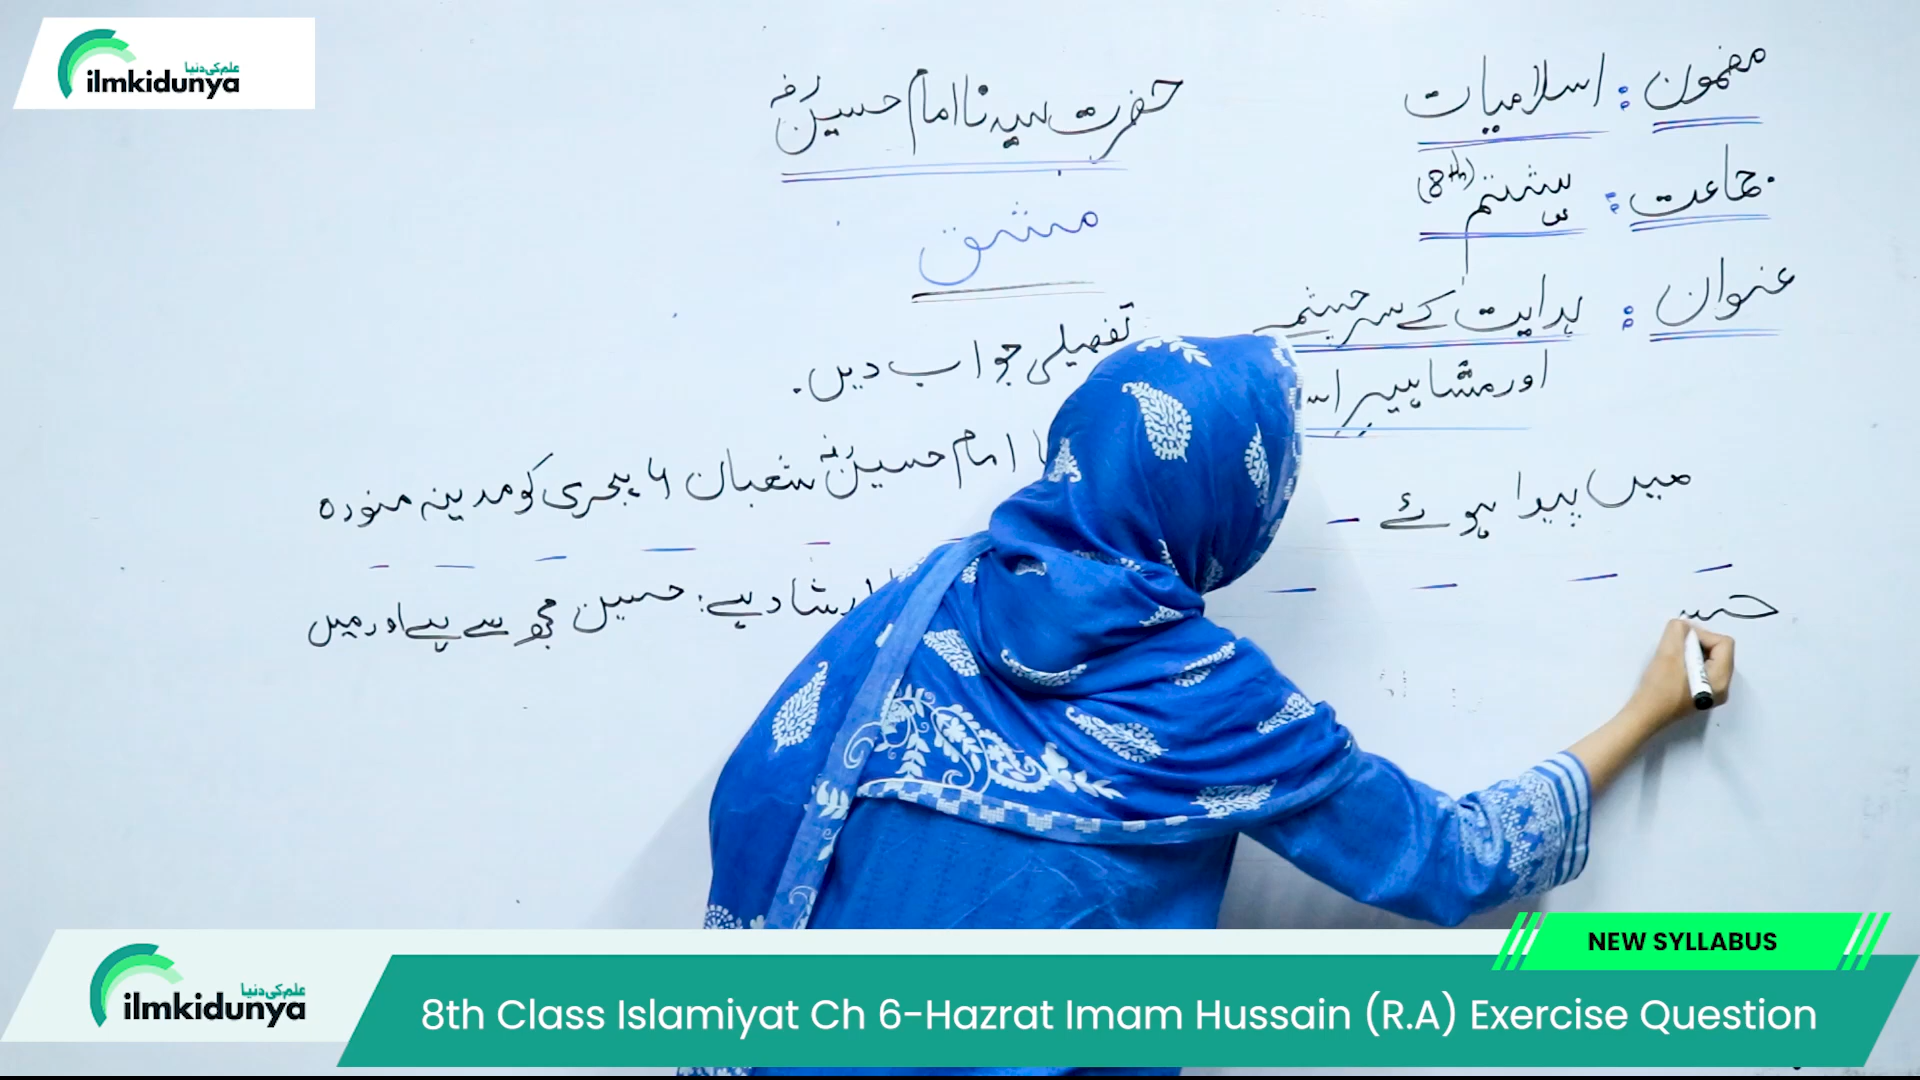 علم کی دنیا
ilmkidunya
مضمون : اسلامیات
جماعت : ہشتم (8th)
عنوان : ہدایت کے سرچشمے
اور مشاہیر
حضرت سیدنا امام حسینؓ
مشق
تفصیلی جواب دیں۔
امام حسینؓ شعبان ۴ ہجری کو مدینہ منورہ
میں پیدا ہوئے
ارشاد ہے: حسین مجھ سے ہے اور میں
NEW SYLLABUS
علم کی دنیا
ilmkidunya
8th Class Islamiyat Ch 6-Hazrat Imam Hussain (R.A) Exercise Question